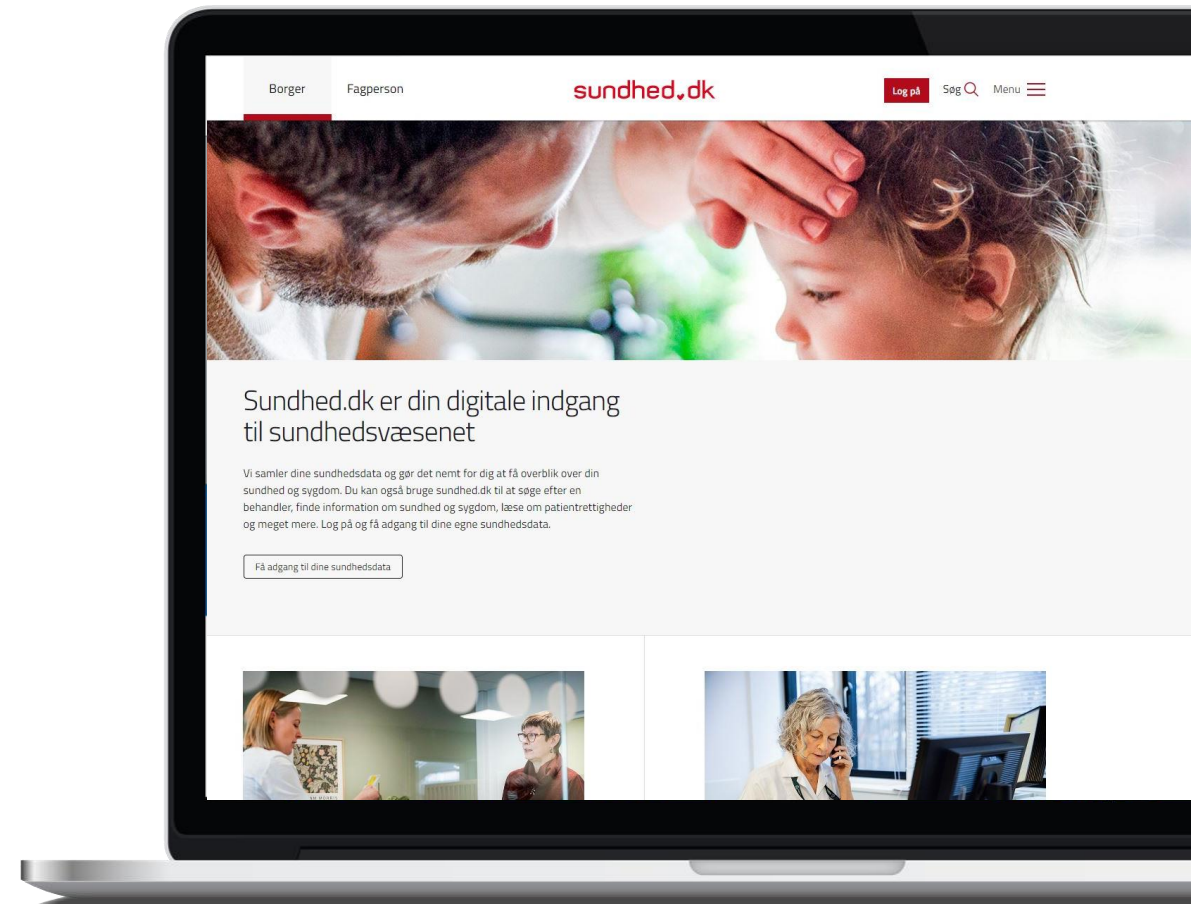 Borger
Fagperson
sundhed.dk
Log på
Søg
Menu
Sundhed.dk er din digitale indgang
til sundhedsvæsenet
Vi samler dine sundhedsdata og gør det nemt for dig at få overblik over din
sundhed og sygdom. Du kan også bruge sundhed.dk til at søge efter en
behandler, finde information om sundhed og sygdom, læse om patientrettigheder
og meget mere. Log på og få adgang til dine egne sundhedsdata.
Få adgang til dine sundhedsdata